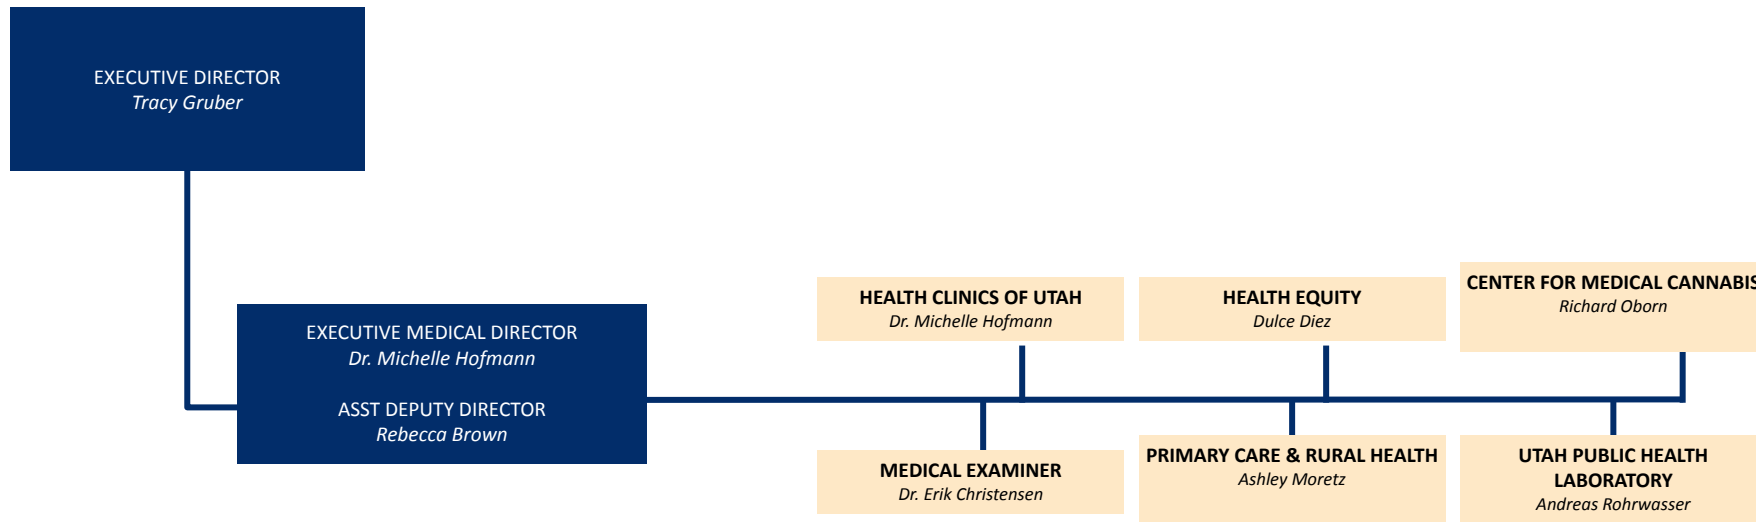 EXECUTIVE DIRECTOR
Tracy Gruber
EXECUTIVE MEDICAL DIRECTOR
Dr. Michelle Hofmann
ASST DEPUTY DIRECTOR
Rebecca Brown
HEALTH CLINICS OF UTAH
Dr. Michelle Hofmann
HEALTH EQUITY
Dulce Diez
CENTER FOR MEDICAL CANNABIS
Richard Oborn
MEDICAL EXAMINER
Dr. Erik Christensen
PRIMARY CARE & RURAL HEALTH
Ashley Moretz
UTAH PUBLIC HEALTH
LABORATORY
Andreas Rohrwasser